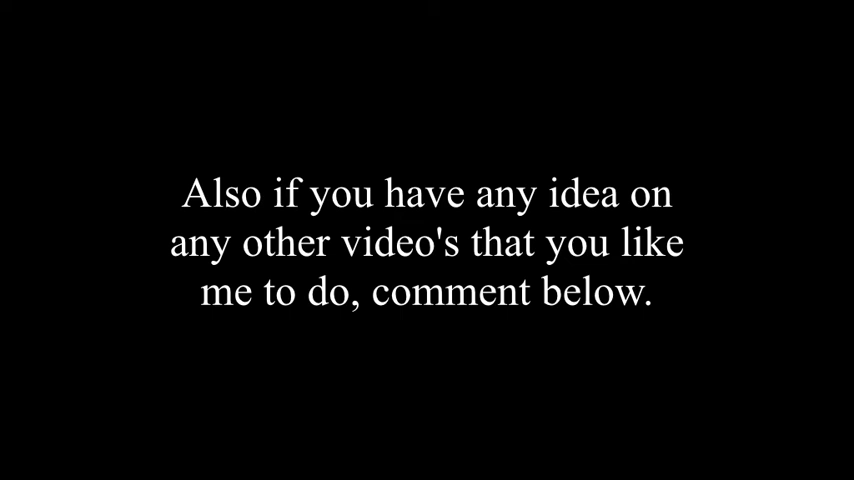 Also if you have any idea on
any other video's that you like
me to do, comment below.